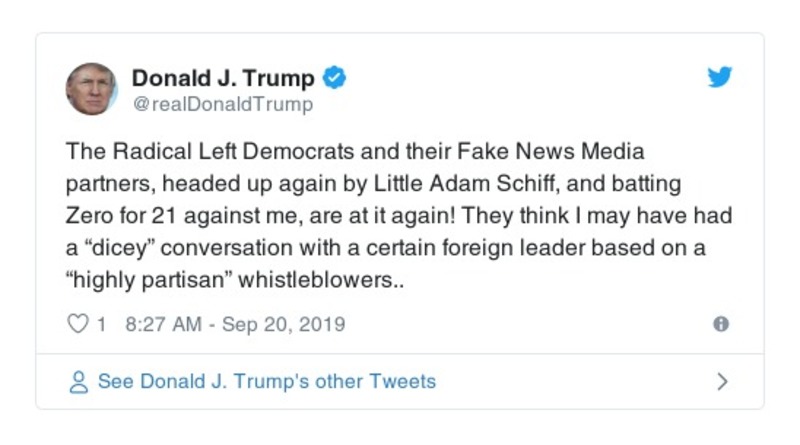 Donald J. Trump
@realDonaldTrump
The Radical Left Democrats and their Fake News Media
partners, headed up again by Little Adam Schiff, and batting
Zero for 21 against me, are at it again! They think I may have had
a “dicey” conversation with a certain foreign leader based on a
“highly partisan” whistleblowers..
1 8:27 AM - Sep 20, 2019
See Donald J. Trump's other Tweets